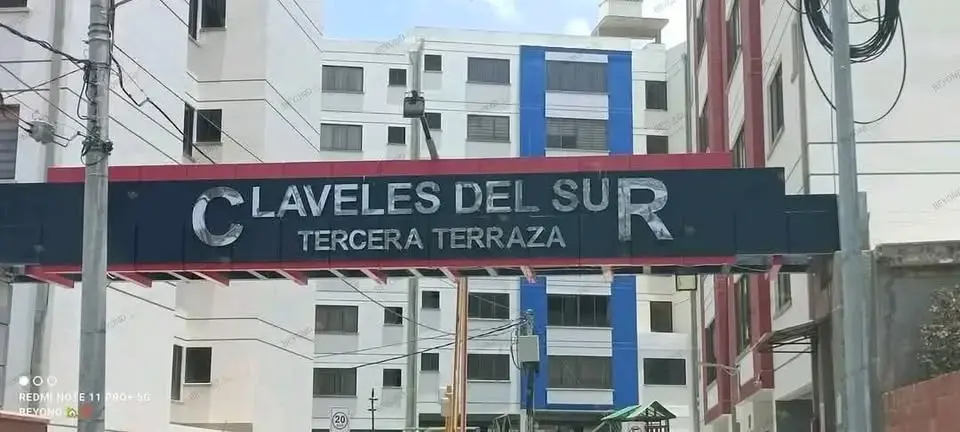 CLAVELES DEL SUR
TERCERA TERRAZA
20
REDMI NOTE 11 PRO+ 5G
BEYOND